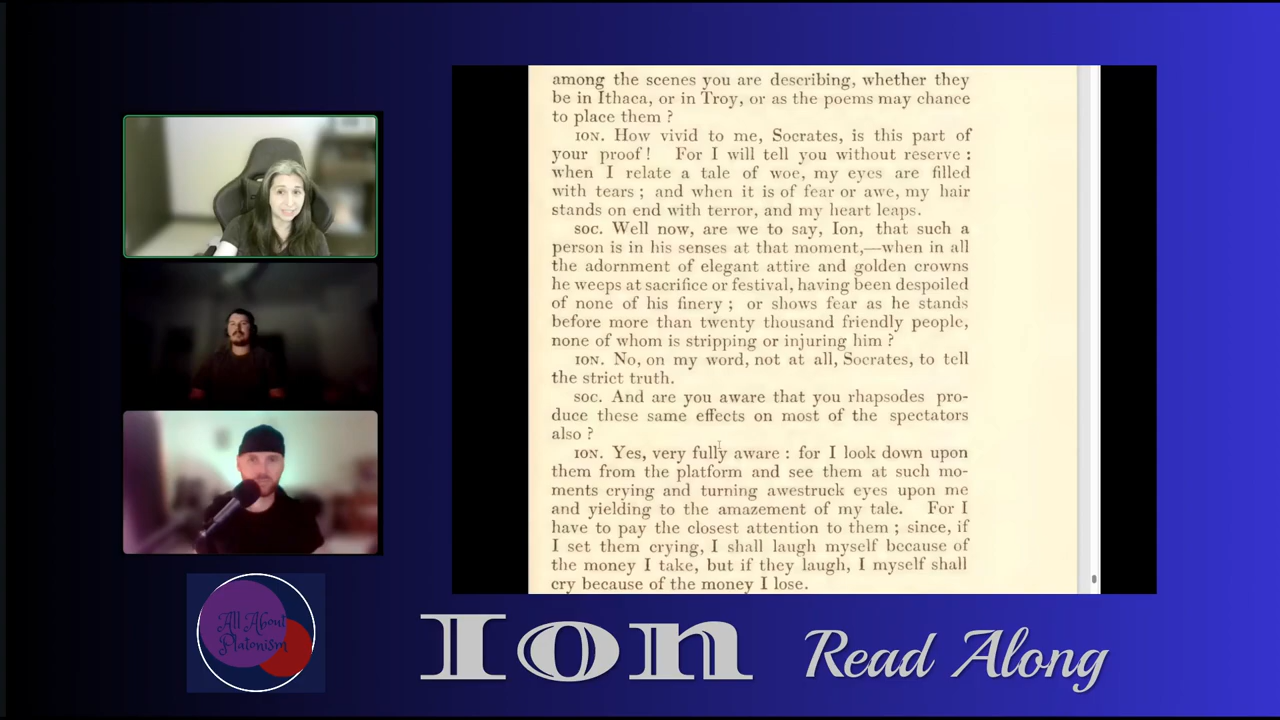 among the scenes you are describing, whether they
be in Ithaca, or in Troy, or as the poems may chance
to place them ?
ION. How vivid to me, Socrates, is this part of
your proof! For I will tell you without reserve :
when I relate a tale of woe, my eyes are filled
with tears ; and when it is of fear or awe, my hair
stands on end with terror, and my heart leaps.
SOC. Well now, are we to say, Ion, that such a
person is in his senses at that moment,—when in all
the adornment of elegant attire and golden crowns
he weeps at sacrifice or festival, having been despoiled
of none of his finery ; or shows fear as he stands
before more than twenty thousand friendly people,
none of whom is stripping or injuring him ?
ION. No, on my word, not at all, Socrates, to tell
the strict truth.
SOC. And are you aware that you rhapsodes pro-
duce these same effects on most of the spectators
also ?
ION. Yes, very fully aware : for I look down upon
them from the platform and see them at such mo-
ments crying and turning awestruck eyes upon me
and yielding to the amazement of my tale. For I
have to pay the closest attention to them ; since, if
I set them crying, I shall laugh myself because of
the money I take, but if they laugh, I myself shall
cry because of the money I lose.
All About
Platonism
Ion Read Along